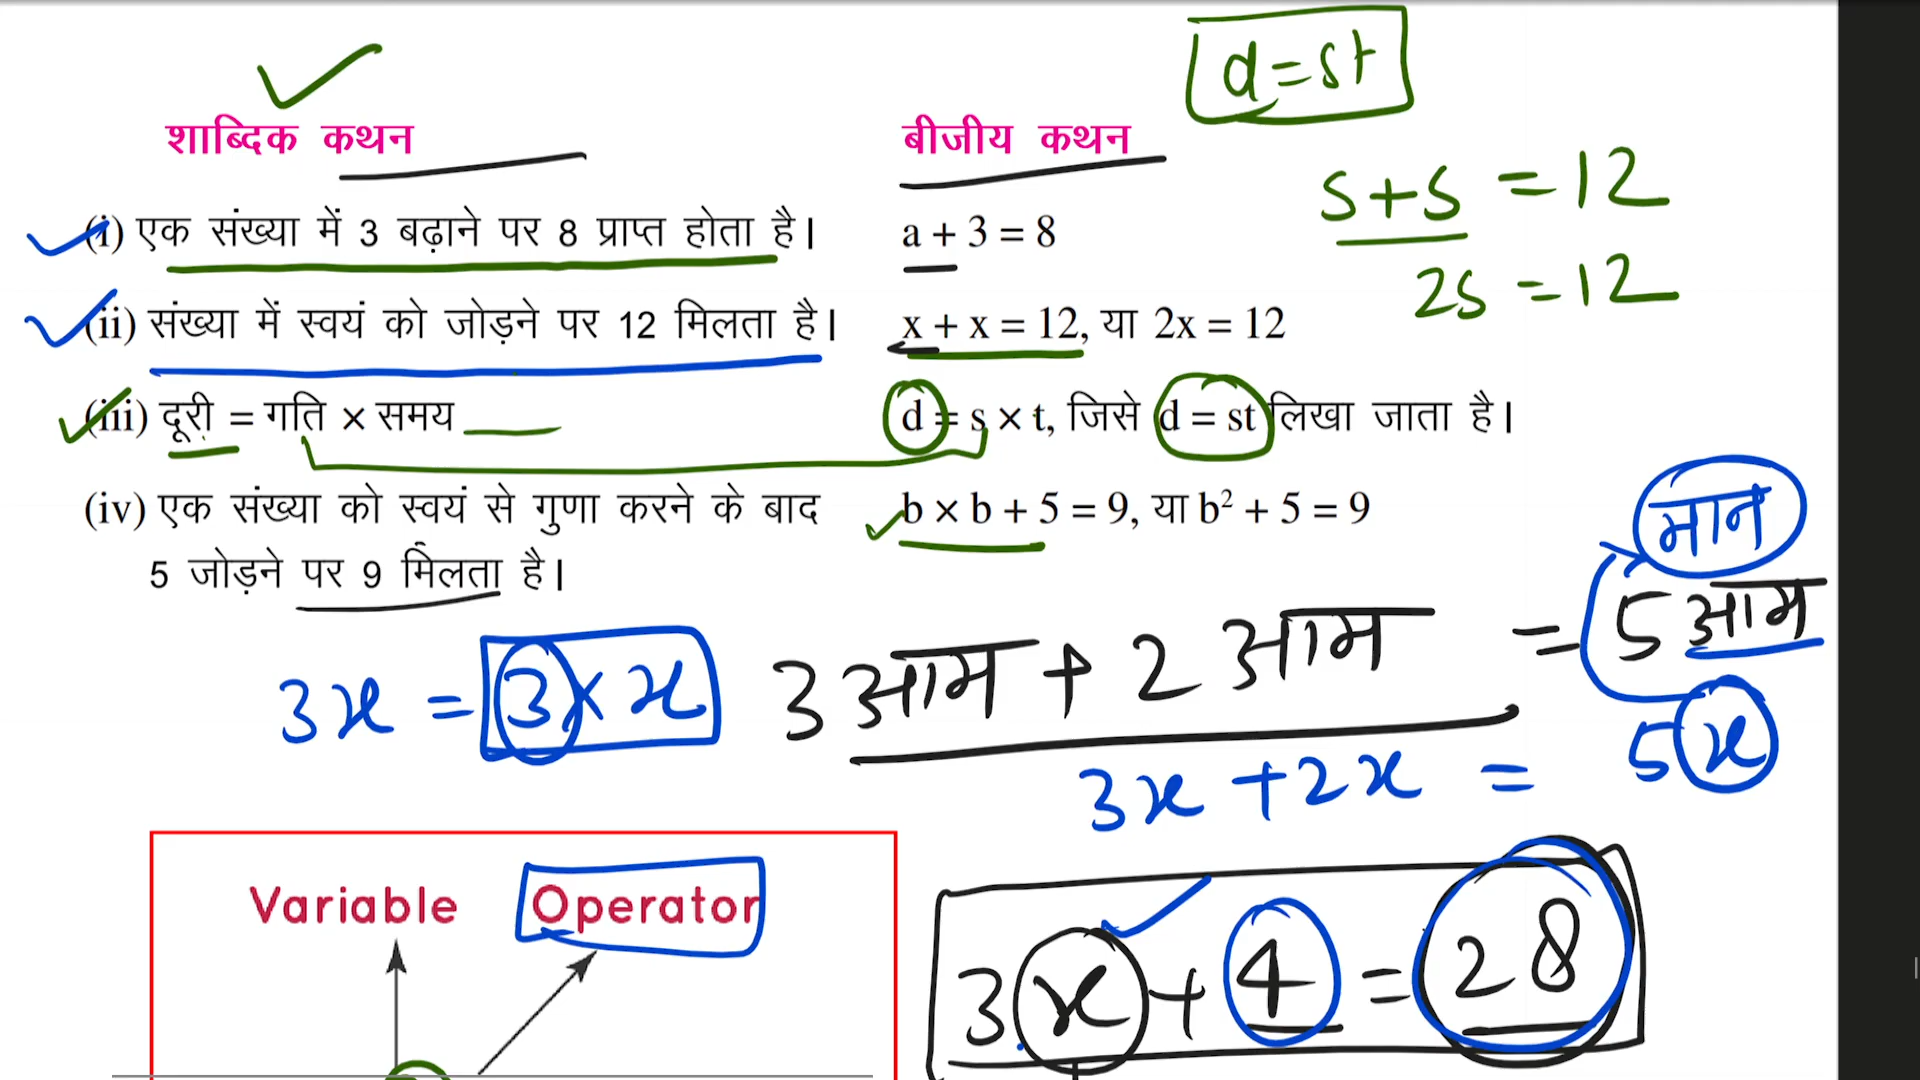 d = st
शाब्दिक कथन
बीजीय कथन
s + s = 12
(i) एक संख्या में 3 बढ़ाने पर 8 प्राप्त होता है।
a + 3 = 8
2s = 12
(ii) संख्या में स्वयं को जोड़ने पर 12 मिलता है।
x + x = 12, या 2x = 12
(iii) दूरी = गति × समय
d = s × t, जिसे d = st लिखा जाता है।
(iv) एक संख्या को स्वयं से गुणा करने के बाद
b × b + 5 = 9, या b² + 5 = 9
मान
5 जोड़ने पर 9 मिलता है।
3 आम + 2 आम = 5 आम
3x = 3 × x
3x + 2x = 5x
Variable
Operator
3x + 4 = 28